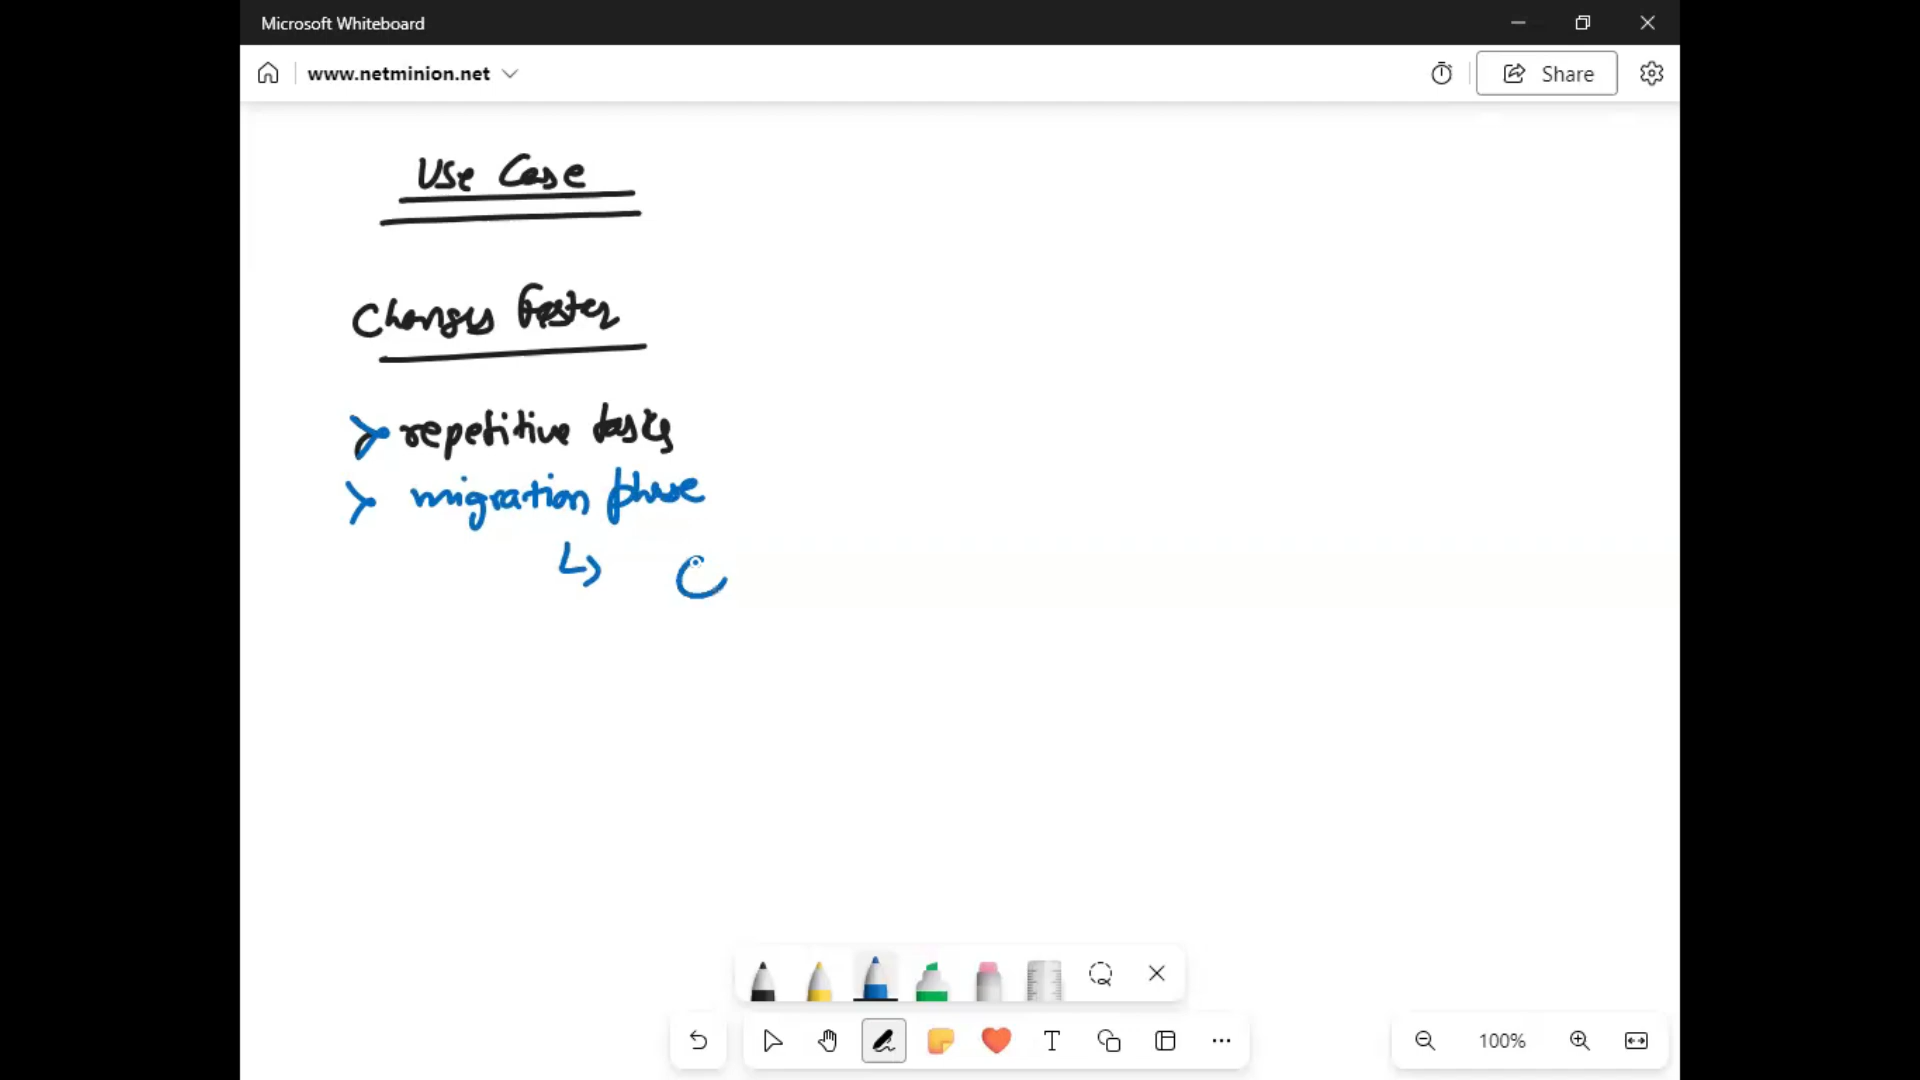 Microsoft Whiteboard
www.netminion.net
Share
Use Case
Changes Faster
repetitive tasks
migration phase
C
T
100%